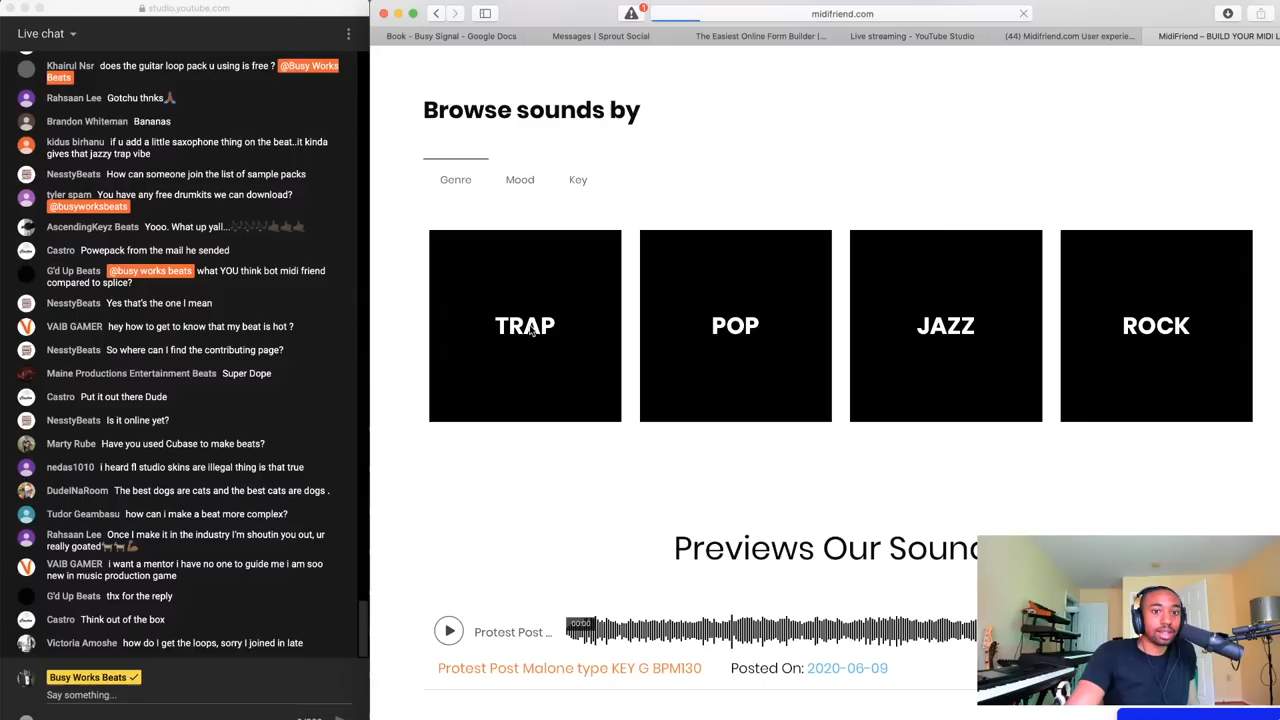 studio.youtube.com
Live chat
Khairul Nsr does the guitar loop pack u using is free ? @Busy Works
Beats
Rahsaan Lee Gotchu thnks
Brandon Whiteman Bananas
kidus birhanu if u add a little saxophone thing on the beat..it kinda
gives that jazzy trap vibe
NesstyBeats How can someone join the list of sample packs
tyler spam You have any free drumkits we can download?
@busyworksbeats
AscendingKeyz Beats Yooo. What up yall...
Castro Powepack from the mail he sended
G'd Up Beats @busy works beats what YOU think bot midi friend
compared to splice?
NesstyBeats Yes that's the one I mean
VAIB GAMER hey how to get to know that my beat is hot ?
NesstyBeats So where can I find the contributing page?
Maine Productions Entertainment Beats Super Dope
Castro Put it out there Dude
NesstyBeats Is it online yet?
Marty Rube Have you used Cubase to make beats?
nedas1010 i heard fl studio skins are illegal thing is that true
DudeINaRoom The best dogs are cats and the best cats are dogs .
Tudor Geambasu how can i make a beat more complex?
Rahsaan Lee Once I make it in the industry I'm shoutin you out, ur
really goated
VAIB GAMER i want a mentor i have no one to guide me i am soo
new in music production game
G'd Up Beats thx for the reply
Castro Think out of the box
Victoria Amoshe how do I get the loops, sorry I joined in late
Busy Works Beats
Say something...
1
midifriend.com
Book - Busy Signal - Google Docs
Messages | Sprout Social
The Easiest Online Form Builder |...
Live streaming - YouTube Studio
(44) Midifriend.com User experie...
MidiFriend – BUILD YOUR MIDI L
Browse sounds by
Genre
Mood
Key
TRAP
POP
JAZZ
ROCK
Previews Our Soun
Protest Post ...
00:00
Protest Post Malone type KEY G BPM130
Posted On: 2020-06-09